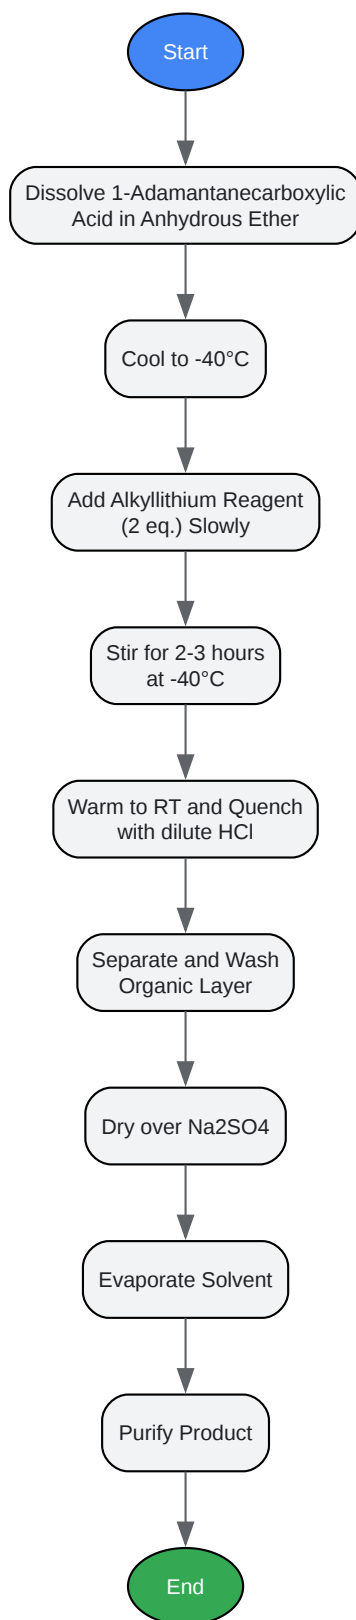 Start
Dissolve 1-Adamantanecarboxylic
Acid in Anhydrous Ether
Cool to -40°C
Add Alkyllithium Reagent
(2 eq.) Slowly
Stir for 2-3 hours
at -40°C
Warm to RT and Quench
with dilute HCl
Separate and Wash
Organic Layer
Dry over Na2SO4
Evaporate Solvent
Purify Product
End